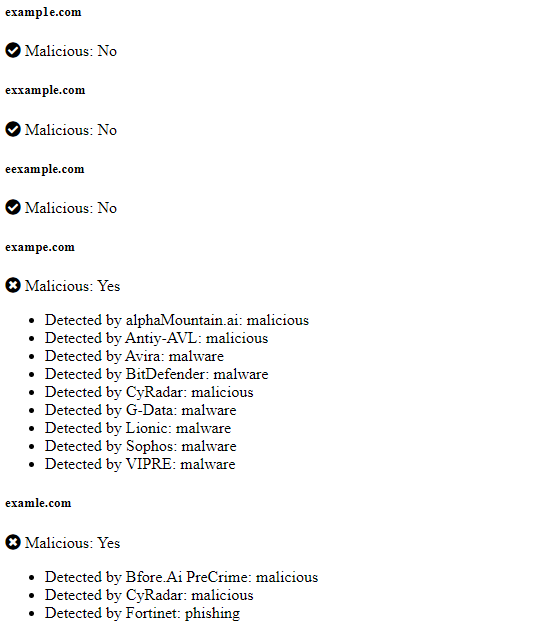 examp1e.com
Malicious: No
exxample.com
Malicious: No
eexample.com
Malicious: No
exampe.com
Malicious: Yes
Detected by alphaMountain.ai: malicious
Detected by Antiy-AVL: malicious
Detected by Avira: malware
Detected by BitDefender: malware
Detected by CyRadar: malicious
Detected by G-Data: malware
Detected by Lionic: malware
Detected by Sophos: malware
Detected by VIPRE: malware
examle.com
Malicious: Yes
Detected by Bfore.Ai PreCrime: malicious
Detected by CyRadar: malicious
Detected by Fortinet: phishing